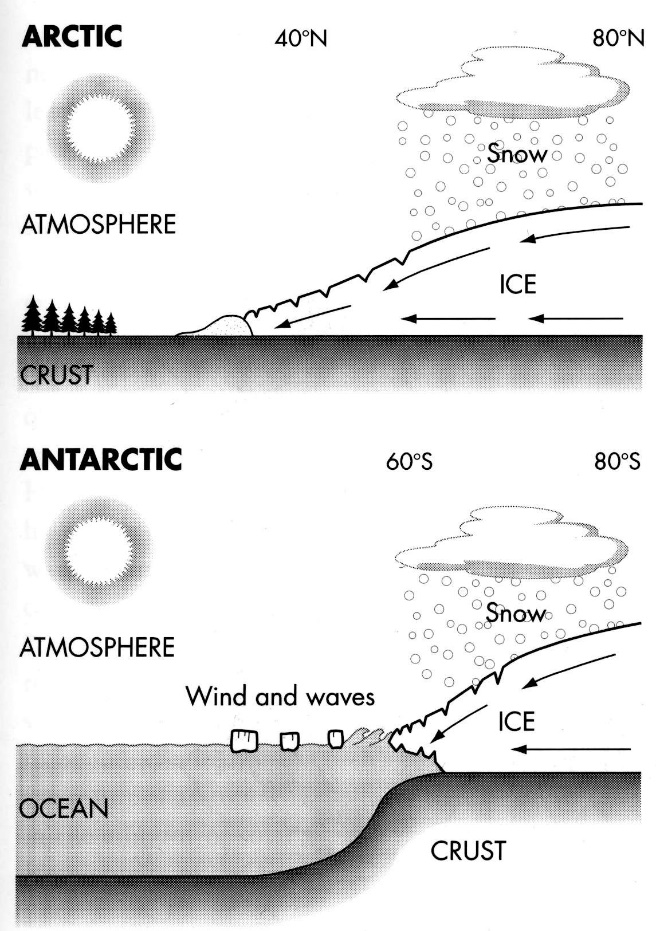 ARCTIC 40°N 80°N
Snow
ATMOSPHERE
ICE
CRUST
ANTARCTIC 60°S 80°S
Snow
ATMOSPHERE
Wind and waves
ICE
OCEAN
CRUST